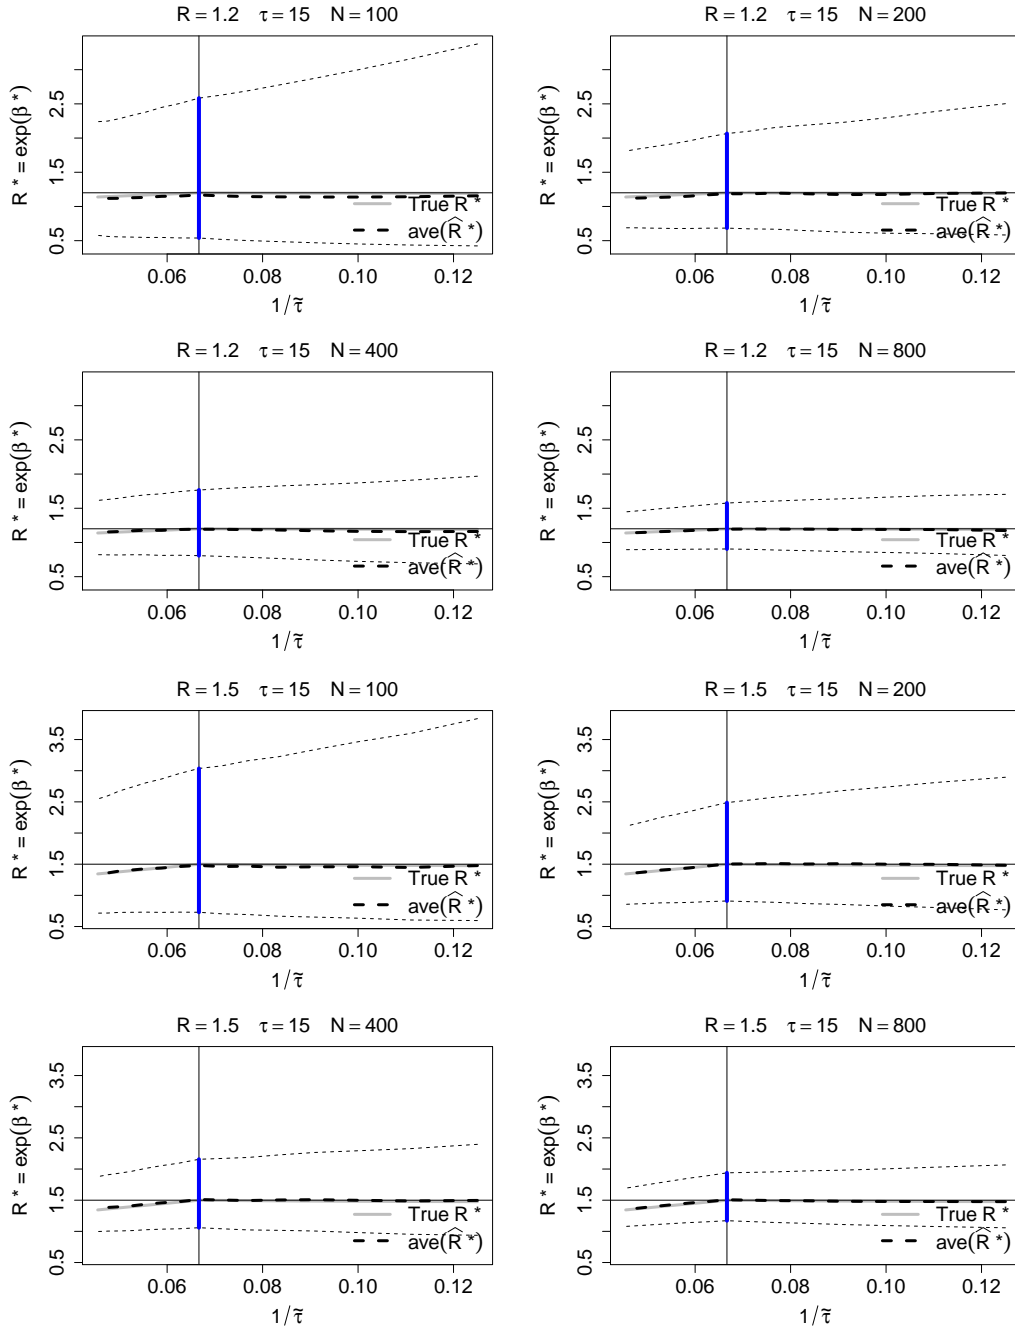 R = 1.2 τ = 15 N = 100
R * = exp(β *)
0.5 1.5 2.5
True R *
ave(R̂ *)
0.06 0.08 0.10 0.12
1/τ̃
R = 1.2 τ = 15 N = 200
R * = exp(β *)
0.5 1.5 2.5
True R *
ave(R̂ *)
0.06 0.08 0.10 0.12
1/τ̃
R = 1.2 τ = 15 N = 400
R * = exp(β *)
0.5 1.5 2.5
True R *
ave(R̂ *)
0.06 0.08 0.10 0.12
1/τ̃
R = 1.2 τ = 15 N = 800
R * = exp(β *)
0.5 1.5 2.5
True R *
ave(R̂ *)
0.06 0.08 0.10 0.12
1/τ̃
R = 1.5 τ = 15 N = 100
R * = exp(β *)
0.5 1.5 2.5 3.5
True R *
ave(R̂ *)
0.06 0.08 0.10 0.12
1/τ̃
R = 1.5 τ = 15 N = 200
R * = exp(β *)
0.5 1.5 2.5 3.5
True R *
ave(R̂ *)
0.06 0.08 0.10 0.12
1/τ̃
R = 1.5 τ = 15 N = 400
R * = exp(β *)
0.5 1.5 2.5 3.5
True R *
ave(R̂ *)
0.06 0.08 0.10 0.12
1/τ̃
R = 1.5 τ = 15 N = 800
R * = exp(β *)
0.5 1.5 2.5 3.5
True R *
ave(R̂ *)
0.06 0.08 0.10 0.12
1/τ̃